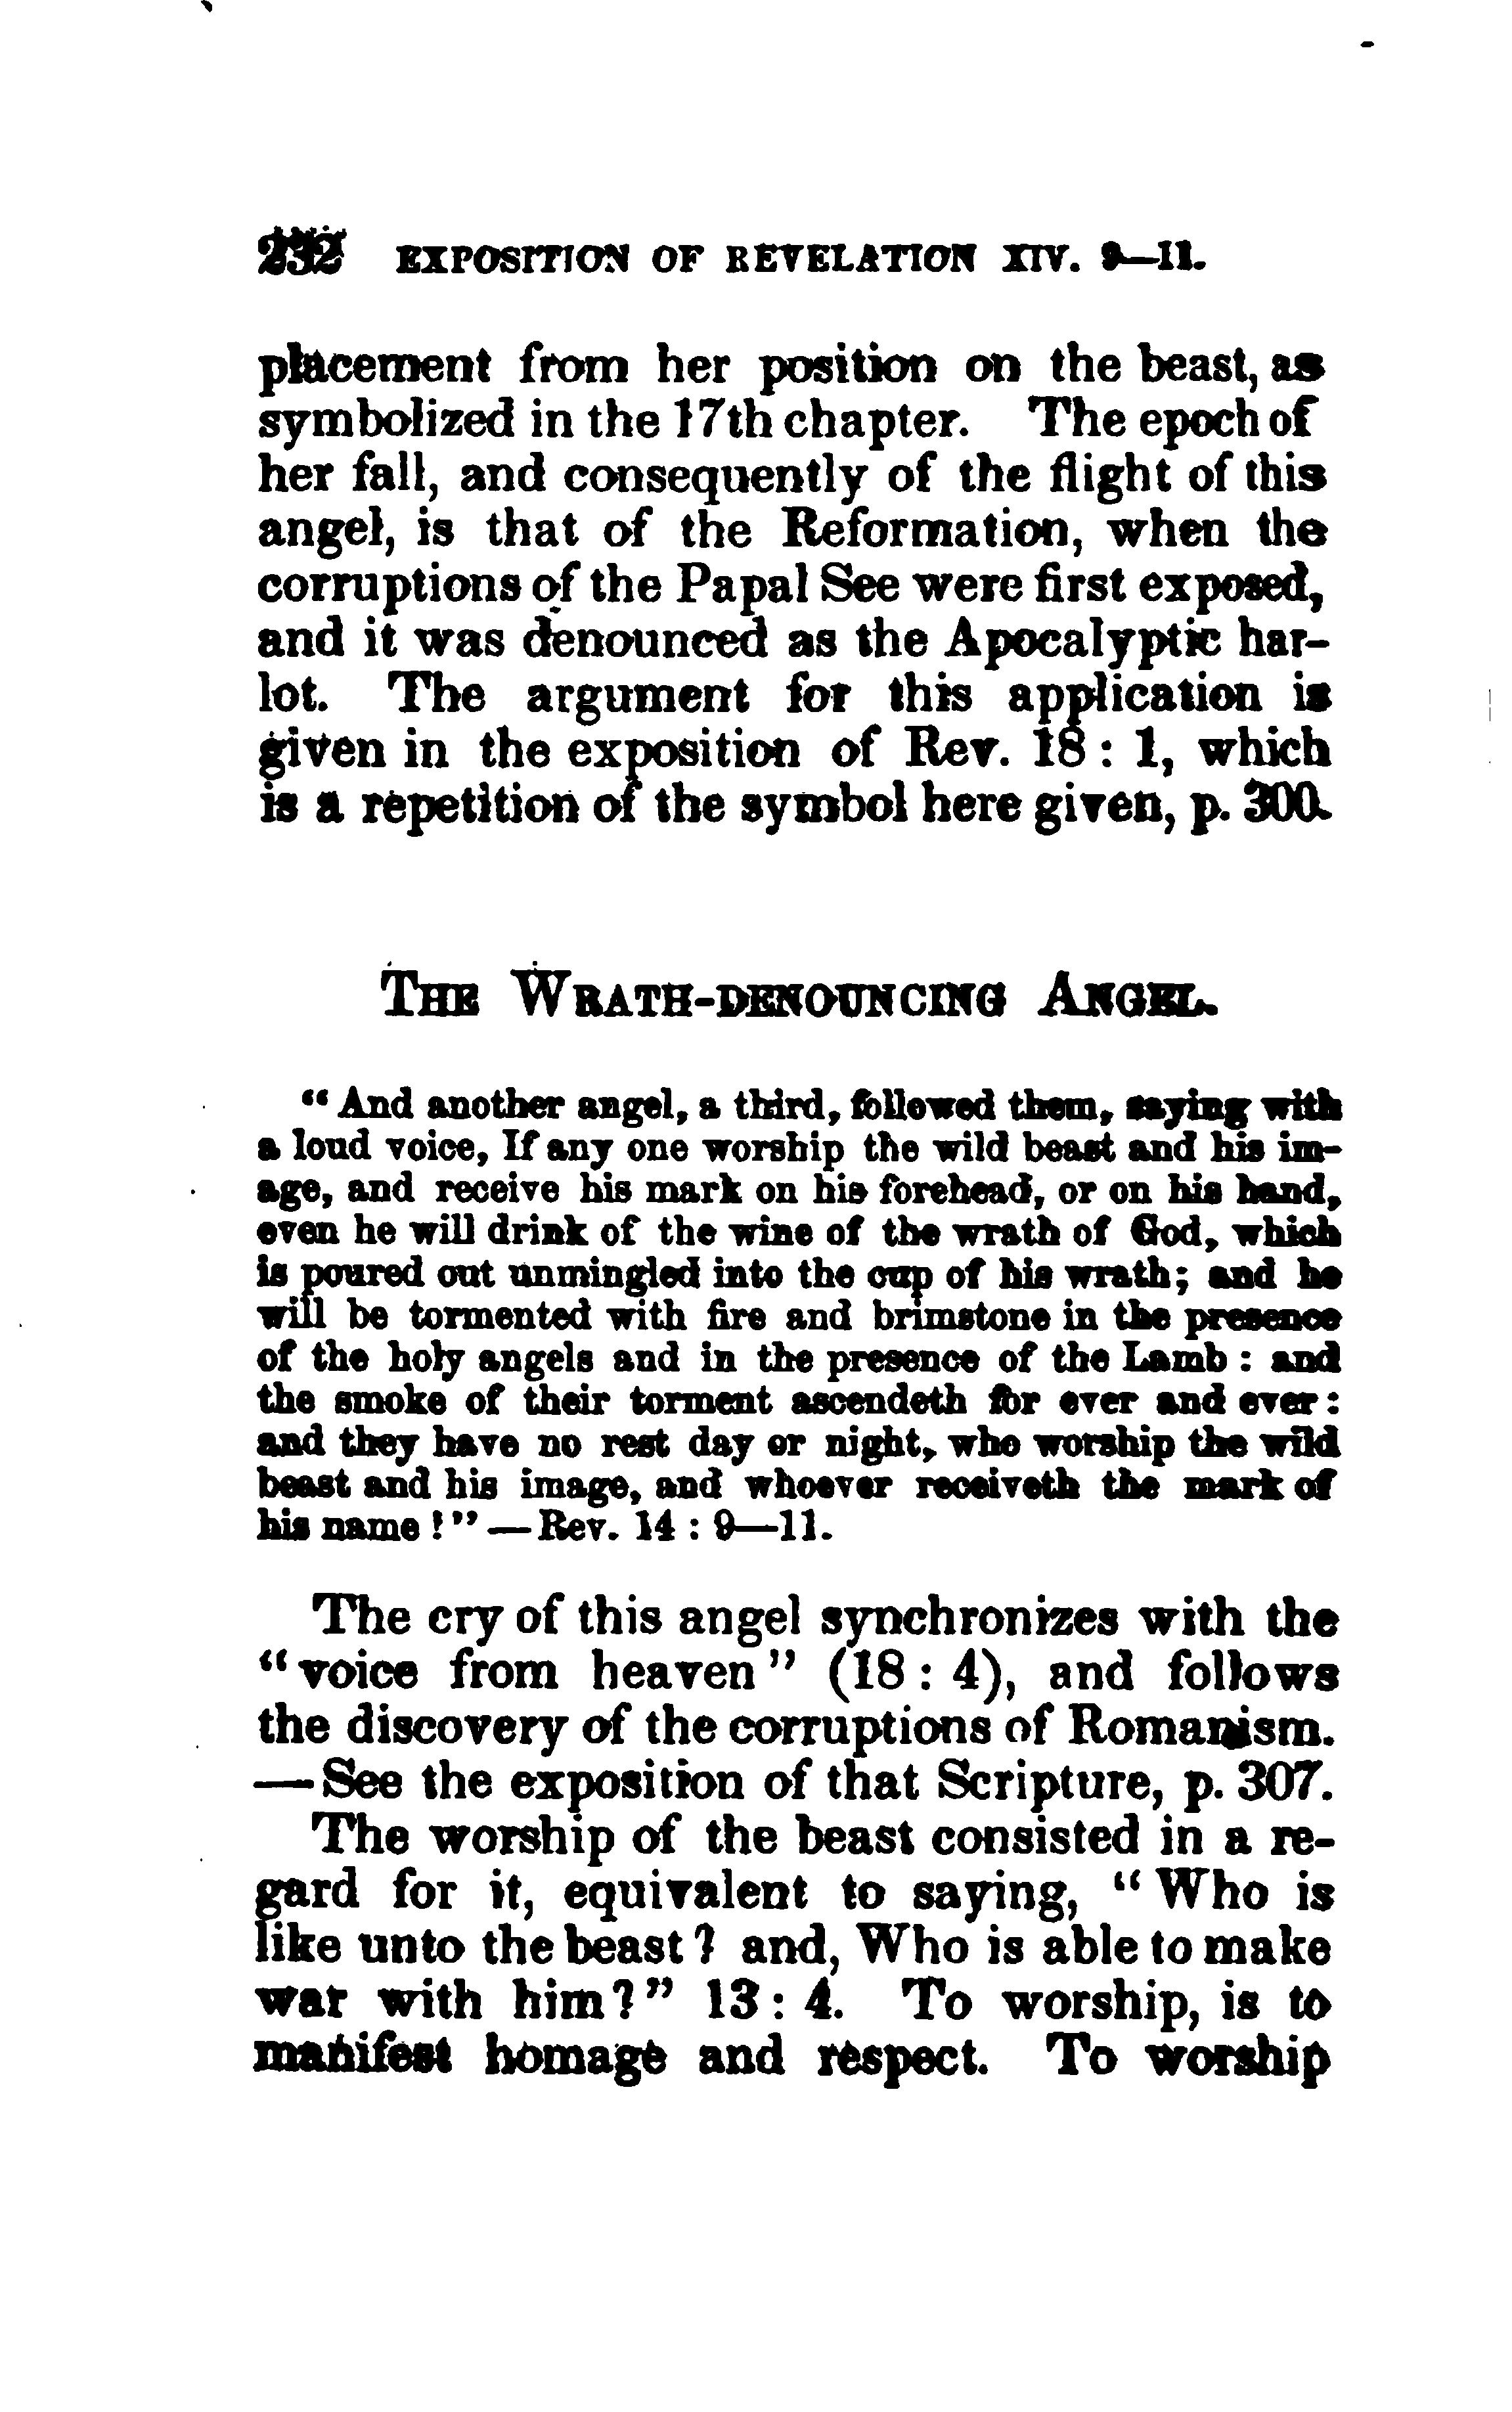 232 EXPOSITION OF REVELATION XIV. 9—11.
placement from her position on the beast, as
symbolized in the 17th chapter. The epoch of
her fall, and consequently of the flight of this
angel, is that of the Reformation, when the
corruptions of the Papal See were first exposed,
and it was denounced as the Apocalyptic har-
lot. The argument for this application is
given in the exposition of Rev. 18 : 1, which
is a repetition of the symbol here given, p. 300.
THE WRATH-DENOUNCING ANGEL.
“And another angel, a third, followed them, saying with
a loud voice, If any one worship the wild beast and his im-
age, and receive his mark on his forehead, or on his hand,
even he will drink of the wine of the wrath of God, which
is poured out unmingled into the cup of his wrath; and he
will be tormented with fire and brimstone in the presence
of the holy angels and in the presence of the Lamb : and
the smoke of their torment ascendeth for ever and ever :
and they have no rest day or night, who worship the wild
beast and his image, and whoever receiveth the mark of
his name !” — Rev. 14 : 9—11.
The cry of this angel synchronizes with the
“voice from heaven” (18 : 4), and follows
the discovery of the corruptions of Romanism.
— See the exposition of that Scripture, p. 307.
The worship of the beast consisted in a re-
gard for it, equivalent to saying, “Who is
like unto the beast ? and, Who is able to make
war with him?” 13 : 4. To worship, is to
manifest homage and respect. To worship